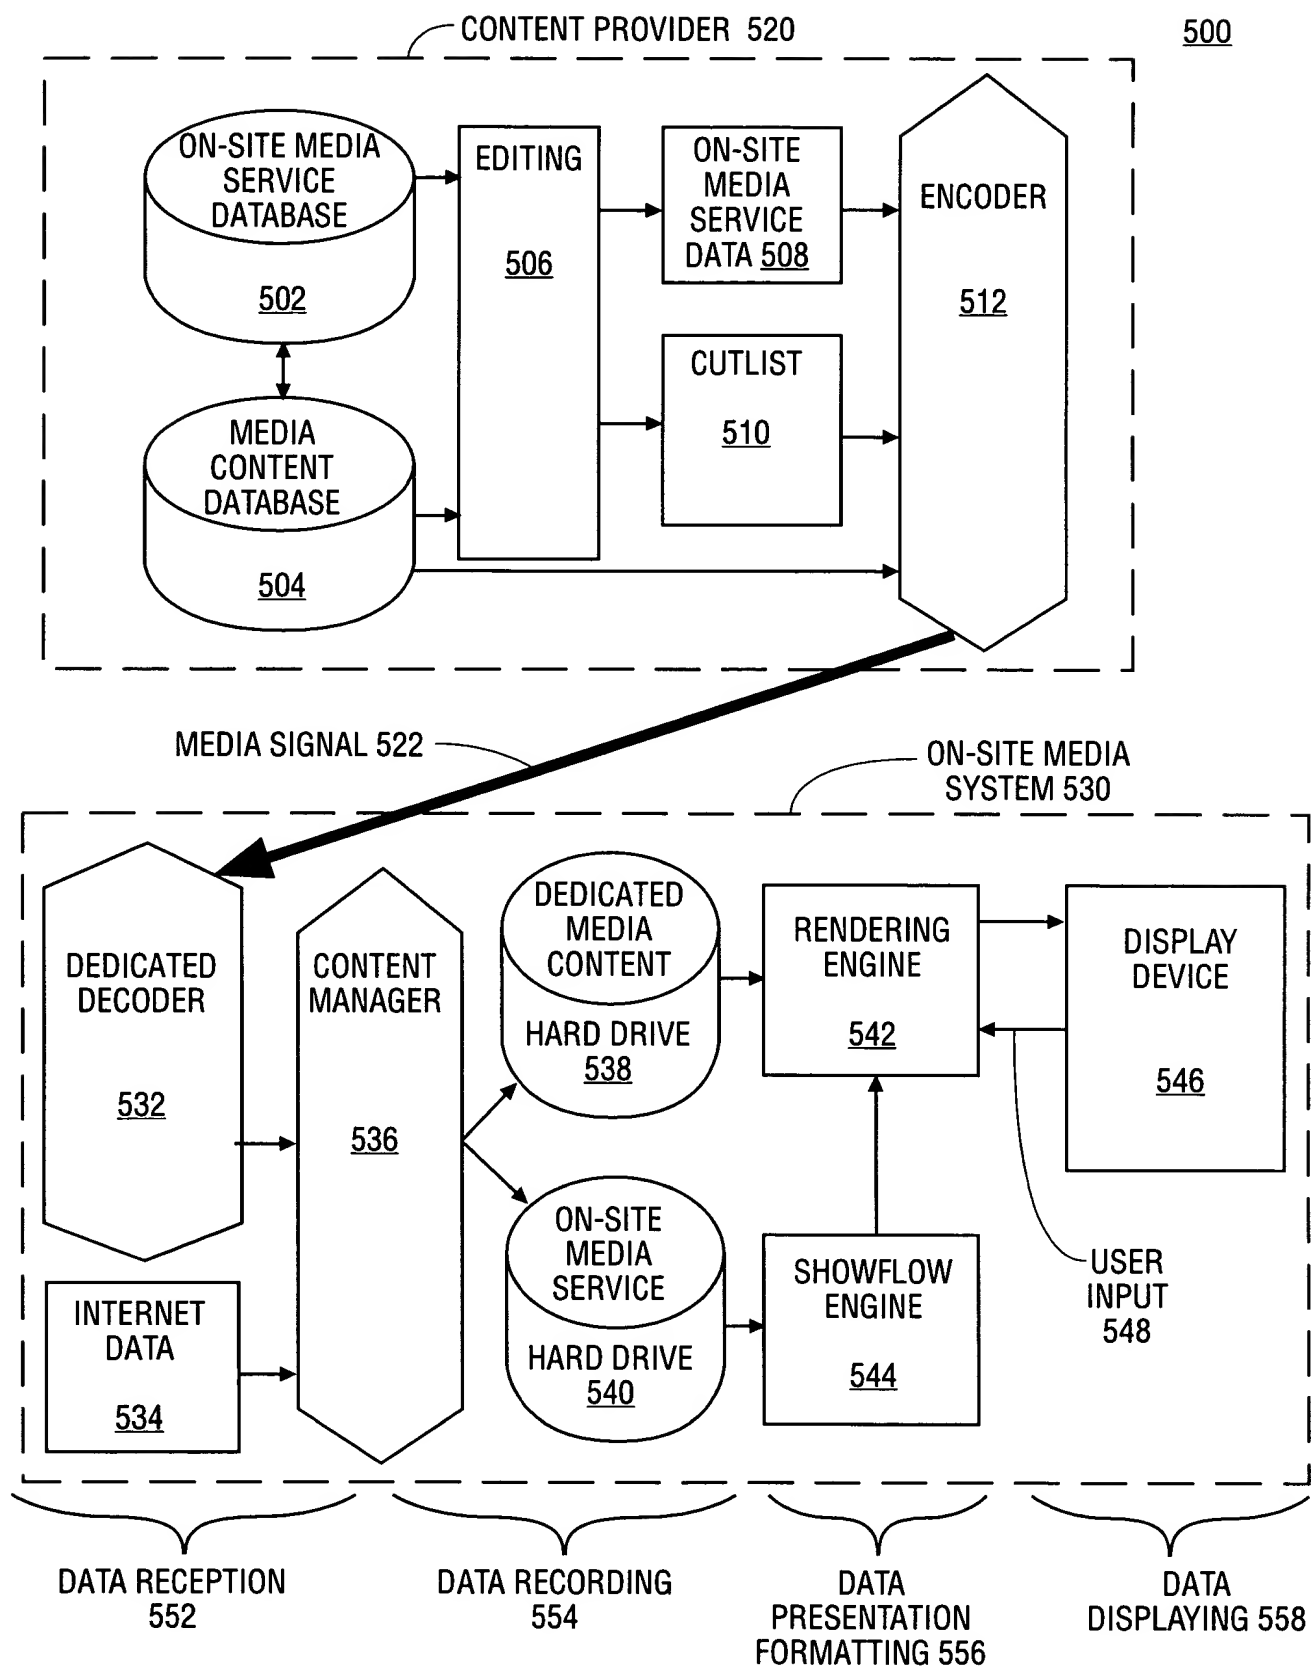 CONTENT PROVIDER 520
500
ON-SITE MEDIA
SERVICE
DATABASE
502
EDITING
506
ON-SITE
MEDIA
SERVICE
DATA 508
ENCODER
512
CUTLIST
510
MEDIA
CONTENT
DATABASE
504
MEDIA SIGNAL 522
ON-SITE MEDIA
SYSTEM 530
DEDICATED
DECODER
532
CONTENT
MANAGER
536
DEDICATED
MEDIA
CONTENT
HARD DRIVE
538
RENDERING
ENGINE
542
DISPLAY
DEVICE
546
ON-SITE
MEDIA
SERVICE
HARD DRIVE
540
SHOWFLOW
ENGINE
544
USER
INPUT
548
INTERNET
DATA
534
DATA RECEPTION
552
DATA RECORDING
554
DATA
PRESENTATION
FORMATTING 556
DATA
DISPLAYING 558